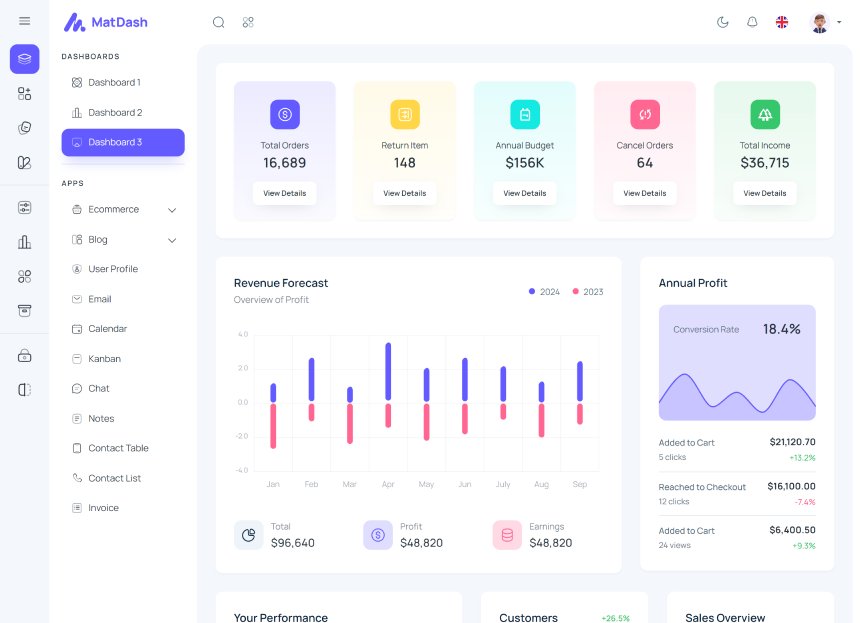 MatDash
DASHBOARDS
Dashboard 1
Dashboard 2
Dashboard 3
APPS
Ecommerce
Blog
User Profile
Email
Calendar
Kanban
Chat
Notes
Contact Table
Contact List
Invoice
Total Orders
16,689
View Details
Return Item
148
View Details
Annual Budget
$156K
View Details
Cancel Orders
64
View Details
Total Income
$36,715
View Details
Revenue Forecast
Overview of Profit
2024
2023
4.0
2.0
0.0
-2.0
-4.0
Jan Feb Mar Apr May Jun July Aug Sep
Total
$96,640
Profit
$48,820
Earnings
$48,820
Annual Profit
Conversion Rate 18.4%
Added to Cart $21,120.70
5 clicks +13.2%
Reached to Checkout $16,100.00
12 clicks -7.4%
Added to Cart $6,400.50
24 views +9.3%
Your Performance
Customers +26.5%
Sales Overview